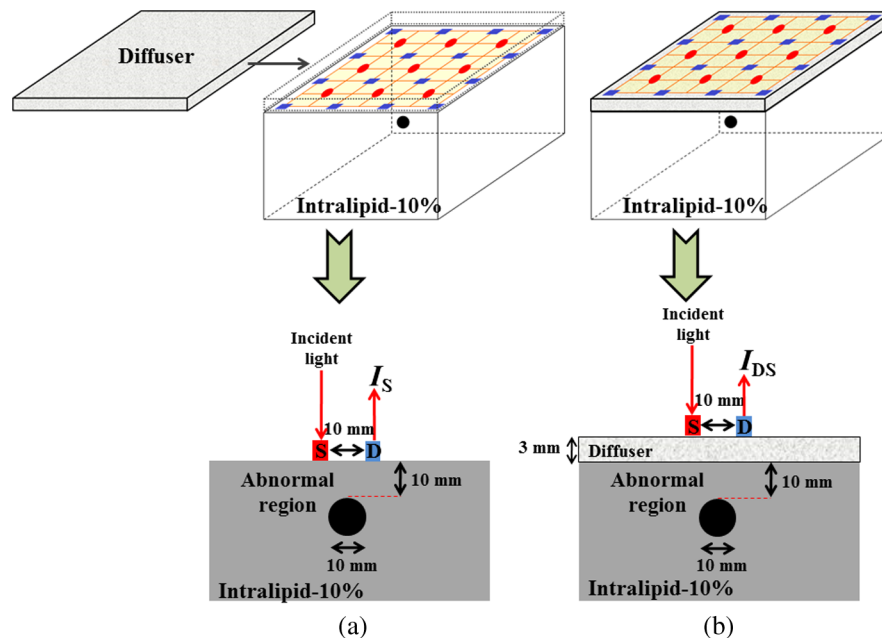 Diffuser
Intralipid-10%
Intralipid-10%
Incident
light
I_S
10 mm
S
D
Abnormal
region
10 mm
10 mm
Intralipid-10%
(a)
Incident
light
I_DS
10 mm
S
D
3 mm
Diffuser
Abnormal
region
10 mm
10 mm
Intralipid-10%
(b)